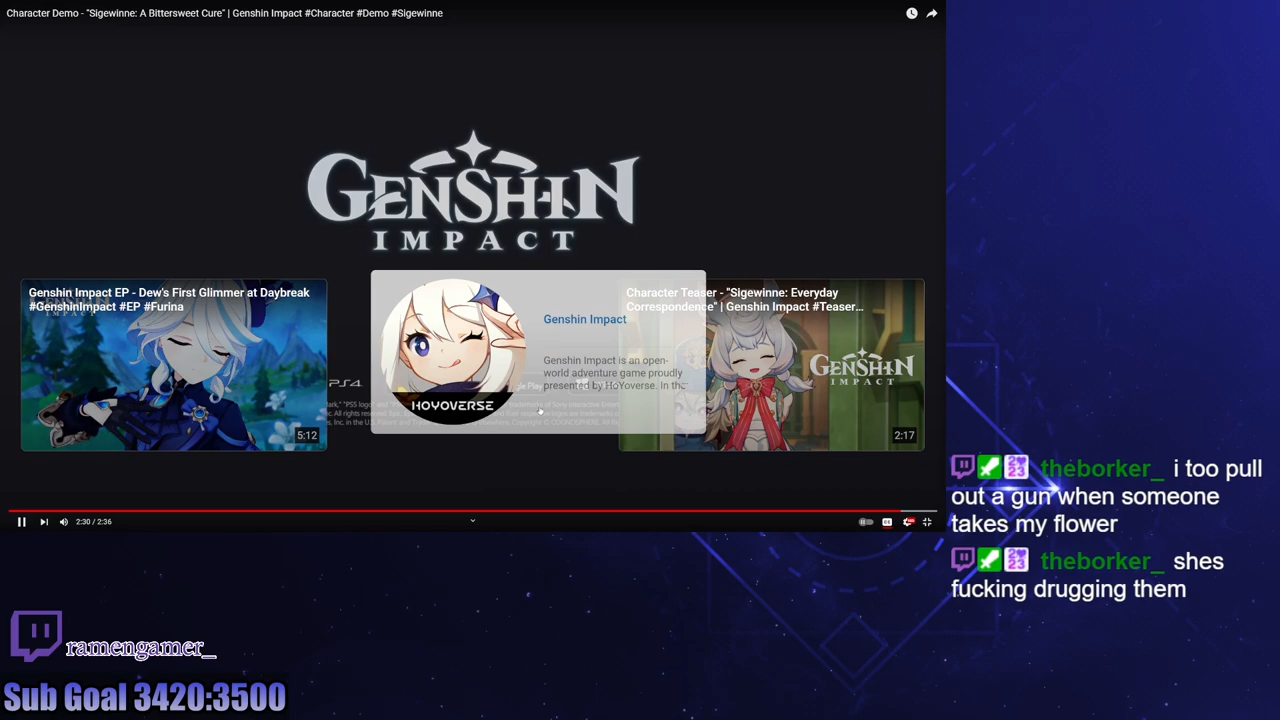 Character Demo - "Sigewinne: A Bittersweet Cure" | Genshin Impact #Character #Demo #Sigewinne
GENSHIN
IMPACT
Genshin Impact EP - Dew's First Glimmer at Daybreak
#GenshinImpact #EP #Furina
5:12
HOYOVERSE
Genshin Impact
Genshin Impact is an open-
world adventure game proudly
presented by HoYoverse. In th...
Character Teaser - "Sigewinne: Everyday
Correspondence" | Genshin Impact #Teaser...
GENSHIN
IMPACT
2:17
PS4
2:30 / 2:36
theborker_ i too pull
out a gun when someone
takes my flower
theborker_ shes
fucking drugging them
ramengamer_
Sub Goal 3420:3500